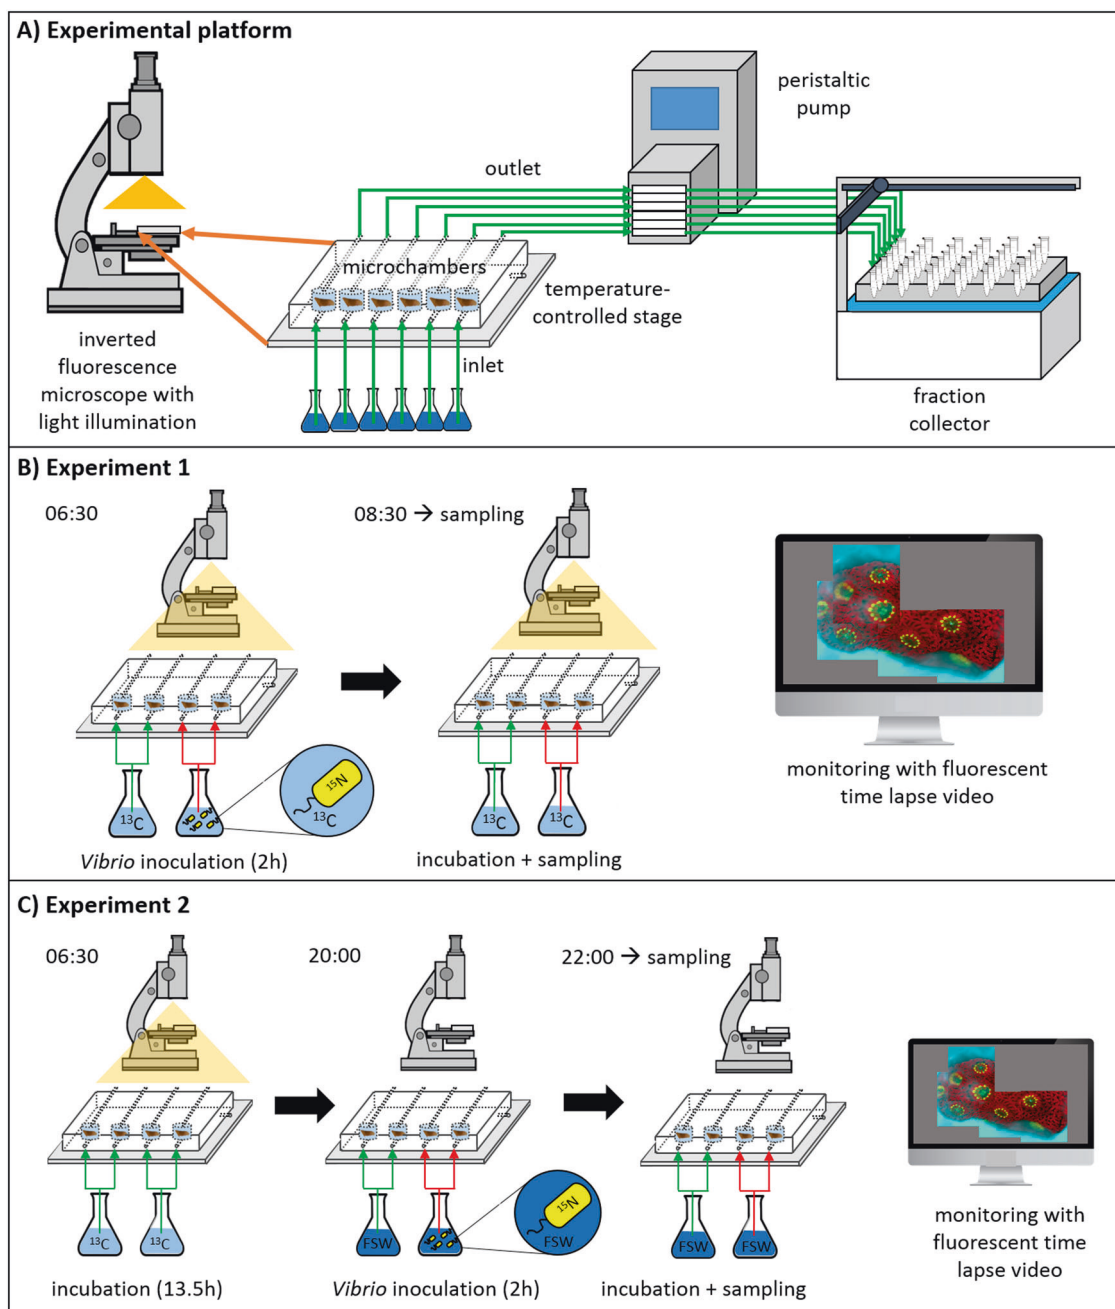 A) Experimental platform
peristaltic
pump
outlet
microchambers
temperature-
controlled stage
inlet
inverted
fluorescence
microscope with
light illumination
fraction
collector
B) Experiment 1
06:30
08:30 → sampling
15N
13C
13C
13C
13C
13C
Vibrio inoculation (2h)
incubation + sampling
monitoring with fluorescent
time lapse video
C) Experiment 2
06:30
20:00
22:00 → sampling
13C
13C
FSW
15N
FSW
FSW
FSW
incubation (13.5h)
Vibrio inoculation (2h)
incubation + sampling
monitoring with
fluorescent time
lapse video